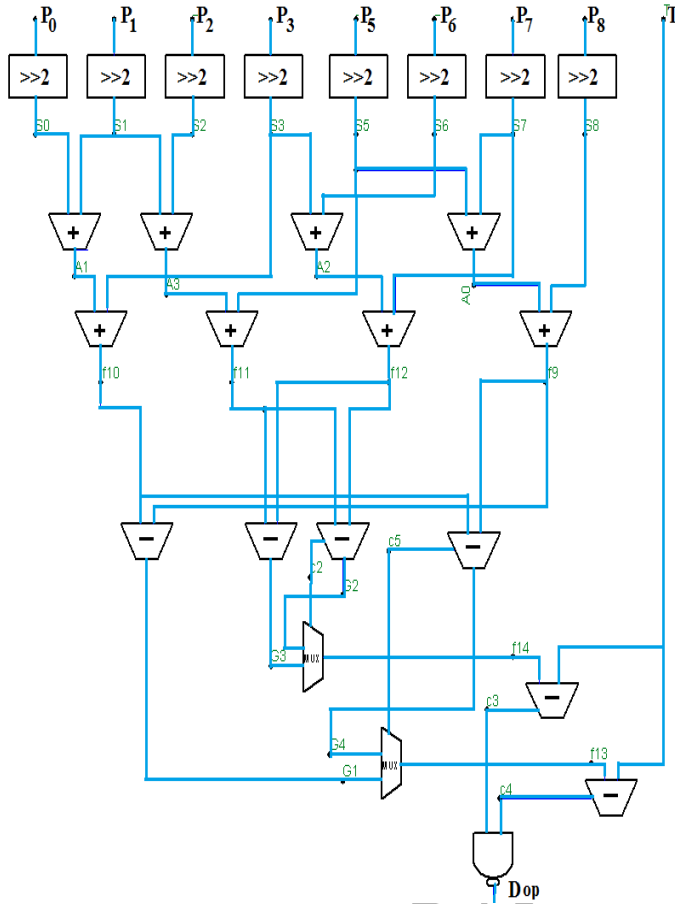 P0 P1 P2 P3 P5 P6 P7 P8 T
>>2 >>2 >>2 >>2 >>2 >>2 >>2 >>2
S0 S1 S2 S3 S5 S6 S7 S8
+ + + +
A1 A3 A2 A0
+ + + +
f10 f11 f12 f9
- - - -
c5
c2 G2
G3 MUX f14
-
c3
G4
MUX f13
G1 c4 -
Dop